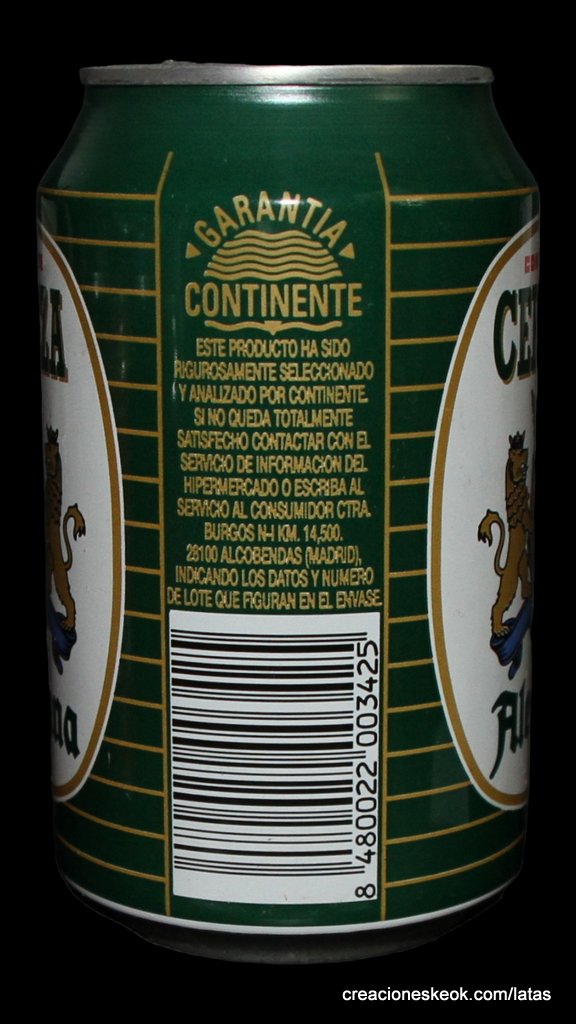 GARANTIA
CONTINENTE
ESTE PRODUCTO HA SIDO
RIGUROSAMENTE SELECCIONADO
Y ANALIZADO POR CONTINENTE.
SI NO QUEDA TOTALMENTE
SATISFECHO CONTACTAR CON EL
SERVICIO DE INFORMACION DEL
HIPERMERCADO O ESCRIBA AL
SERVICIO AL CONSUMIDOR CTRA.
BURGOS N-I KM. 14,500.
28100 ALCOBENDAS (MADRID),
INDICANDO LOS DATOS Y NUMERO
DE LOTE QUE FIGURAN EN EL ENVASE.
8 480022 003425
creacioneskeok.com/latas